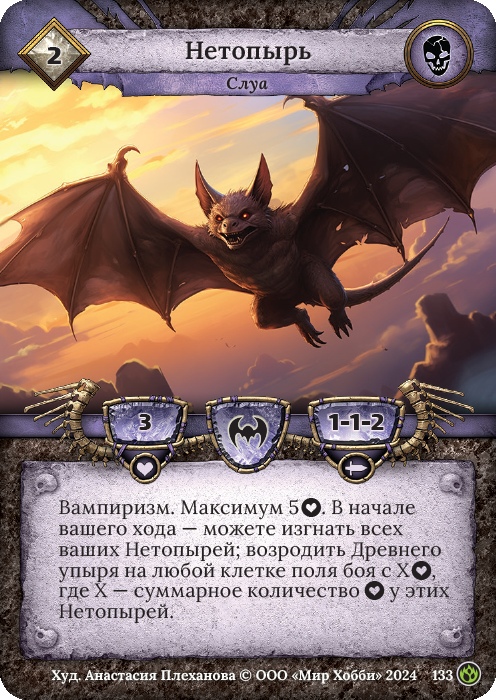 2
Нетопырь
Слуа
3
1-1-2
Вампиризм. Максимум 5. В начале
вашего хода — можете изгнать всех
ваших Нетопырей; возродить Древнего
упыря на любой клетке поля боя с X,
где X — суммарное количество у этих
Нетопырей.
Худ. Анастасия Плеханова © ООО «Мир Хобби» 2024 133